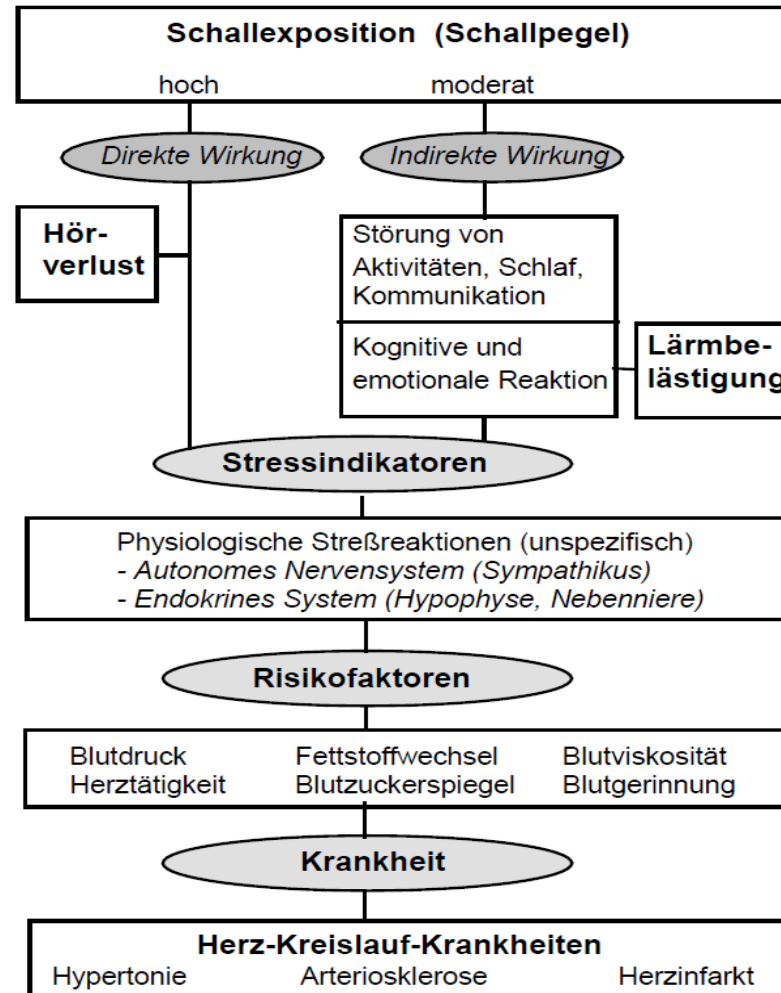 Schallexposition (Schallpegel)
hoch moderat
Direkte Wirkung Indirekte Wirkung
Hör-
verlust
Störung von
Aktivitäten, Schlaf,
Kommunikation
Kognitive und
emotionale Reaktion
Lärmbe-
lästigung
Stressindikatoren
Physiologische Streßreaktionen (unspezifisch)
- Autonomes Nervensystem (Sympathikus)
- Endokrines System (Hypophyse, Nebenniere)
Risikofaktoren
Blutdruck Fettstoffwechsel Blutviskosität
Herztätigkeit Blutzuckerspiegel Blutgerinnung
Krankheit
Herz-Kreislauf-Krankheiten
Hypertonie Arteriosklerose Herzinfarkt